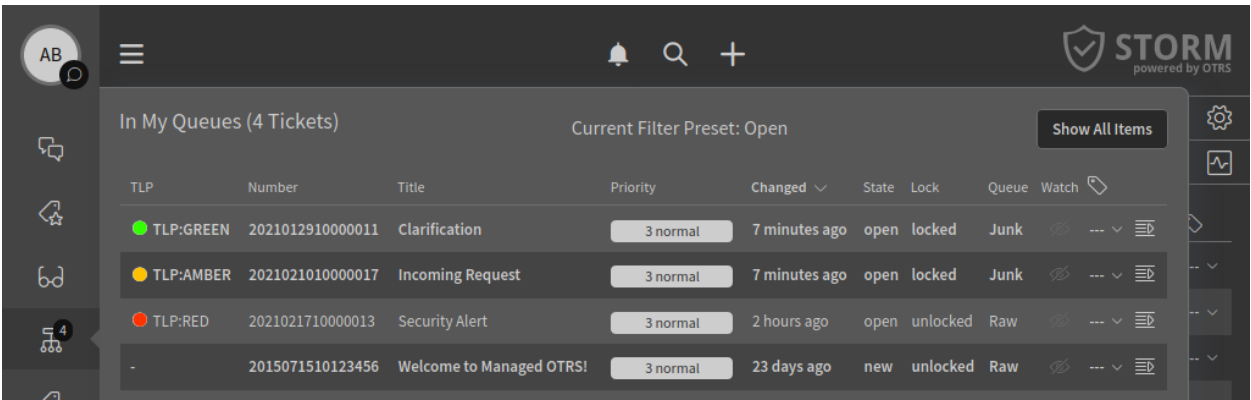 AB
STORM
powered by OTRS
In My Queues (4 Tickets)
Current Filter Preset: Open
Show All Items
TLP Number Title Priority Changed State Lock Queue Watch
TLP:GREEN 2021012910000011 Clarification 3 normal 7 minutes ago open locked Junk ---
TLP:AMBER 2021021010000017 Incoming Request 3 normal 7 minutes ago open locked Junk ---
TLP:RED 2021021710000013 Security Alert 3 normal 2 hours ago open unlocked Raw ---
- 2015071510123456 Welcome to Managed OTRS! 3 normal 23 days ago new unlocked Raw ---
4